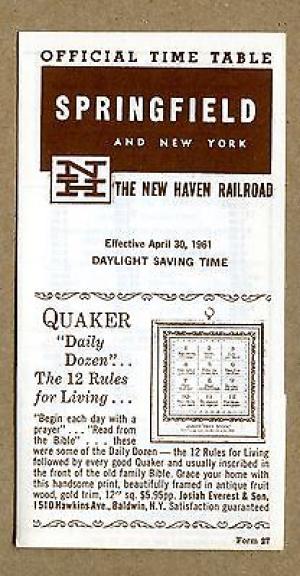 OFFICIAL TIME TABLE
SPRINGFIELD
AND NEW YORK
NH
THE NEW HAVEN RAILROAD
Effective April 30, 1961
DAYLIGHT SAVING TIME
QUAKER
"Daily
Dozen"...
The 12 Rules
for Living...
"Begin each day with a
prayer" ... "Read from
the Bible" ... these
were some of the Daily Dozen — the 12 Rules for Living
followed by every good Quaker and usually inscribed in
the front of the old family Bible. Grace your home with
this handsome print, beautifully framed in antique fruit
wood, gold trim, 12" sq. $5.95pp. Josiah Everest & Son,
1510 Hawkins Ave., Baldwin, N.Y. Satisfaction guaranteed
Form 27